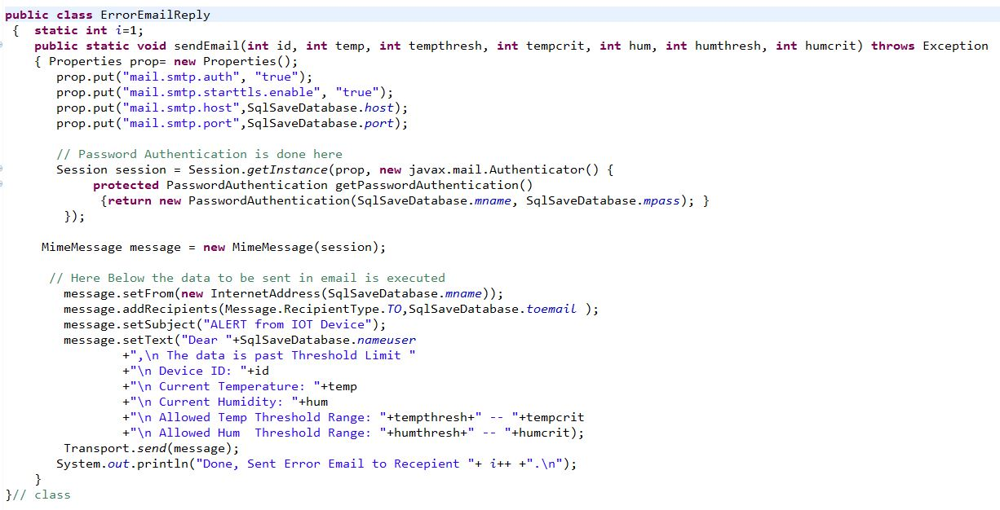 public class ErrorEmailReply
{ static int i=1;
public static void sendEmail(int id, int temp, int tempthresh, int tempcrit, int hum, int humthresh, int humcrit) throws Exception
{ Properties prop= new Properties();
prop.put("mail.smtp.auth", "true");
prop.put("mail.smtp.starttls.enable", "true");
prop.put("mail.smtp.host",SqlSaveDatabase.host);
prop.put("mail.smtp.port",SqlSaveDatabase.port);
// Password Authentication is done here
Session session = Session.getInstance(prop, new javax.mail.Authenticator() {
protected PasswordAuthentication getPasswordAuthentication()
{return new PasswordAuthentication(SqlSaveDatabase.mname, SqlSaveDatabase.mpass); }
});
MimeMessage message = new MimeMessage(session);
// Here Below the data to be sent in email is executed
message.setFrom(new InternetAddress(SqlSaveDatabase.mname));
message.addRecipients(Message.RecipientType.TO,SqlSaveDatabase.toemail );
message.setSubject("ALERT from IOT Device");
message.setText("Dear "+SqlSaveDatabase.nameuser
+",\n The data is past Threshold Limit "
+"\n Device ID: "+id
+"\n Current Temperature: "+temp
+"\n Current Humidity: "+hum
+"\n Allowed Temp Threshold Range: "+tempthresh+" -- "+tempcrit
+"\n Allowed Hum  Threshold Range: "+humthresh+" -- "+humcrit);
Transport.send(message);
System.out.println("Done, Sent Error Email to Recepient "+ i++ +".\n");
}
}// class